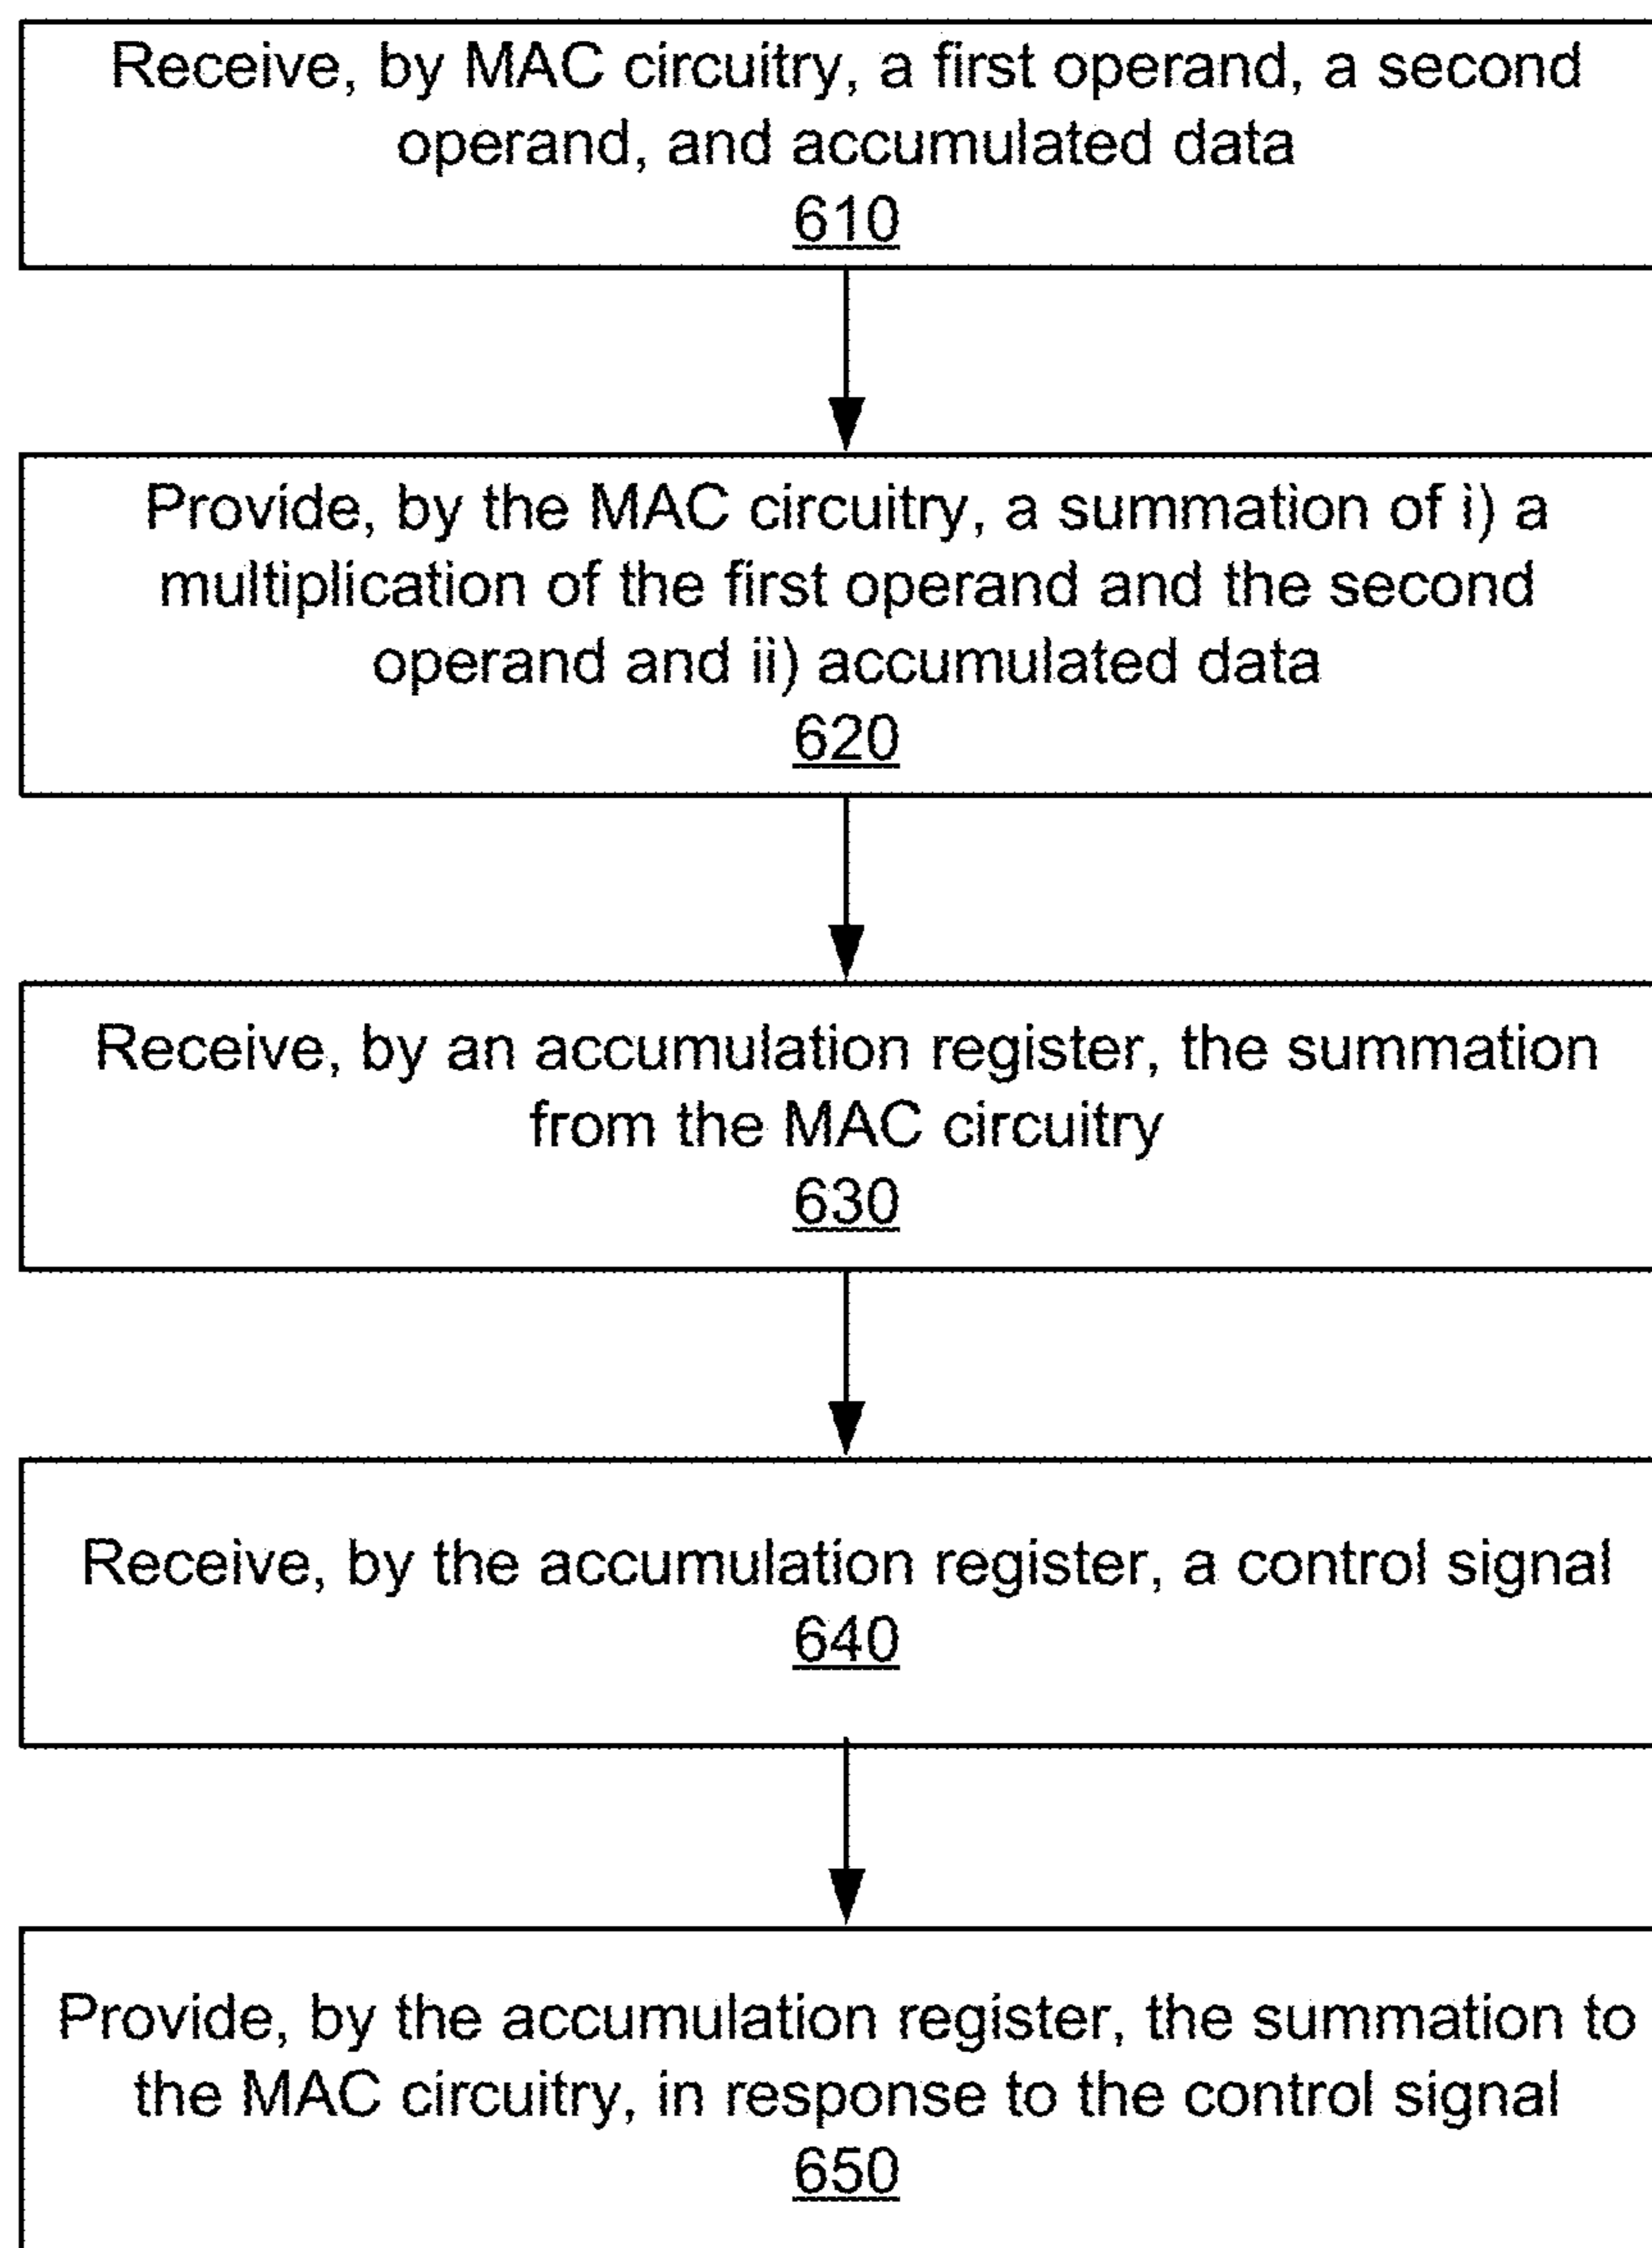 Receive, by MAC circuitry, a first operand, a second
operand, and accumulated data
610
Provide, by the MAC circuitry, a summation of i) a
multiplication of the first operand and the second
operand and ii) accumulated data
620
Receive, by an accumulation register, the summation
from the MAC circuitry
630
Receive, by the accumulation register, a control signal
640
Provide, by the accumulation register, the summation to
the MAC circuitry, in response to the control signal
650